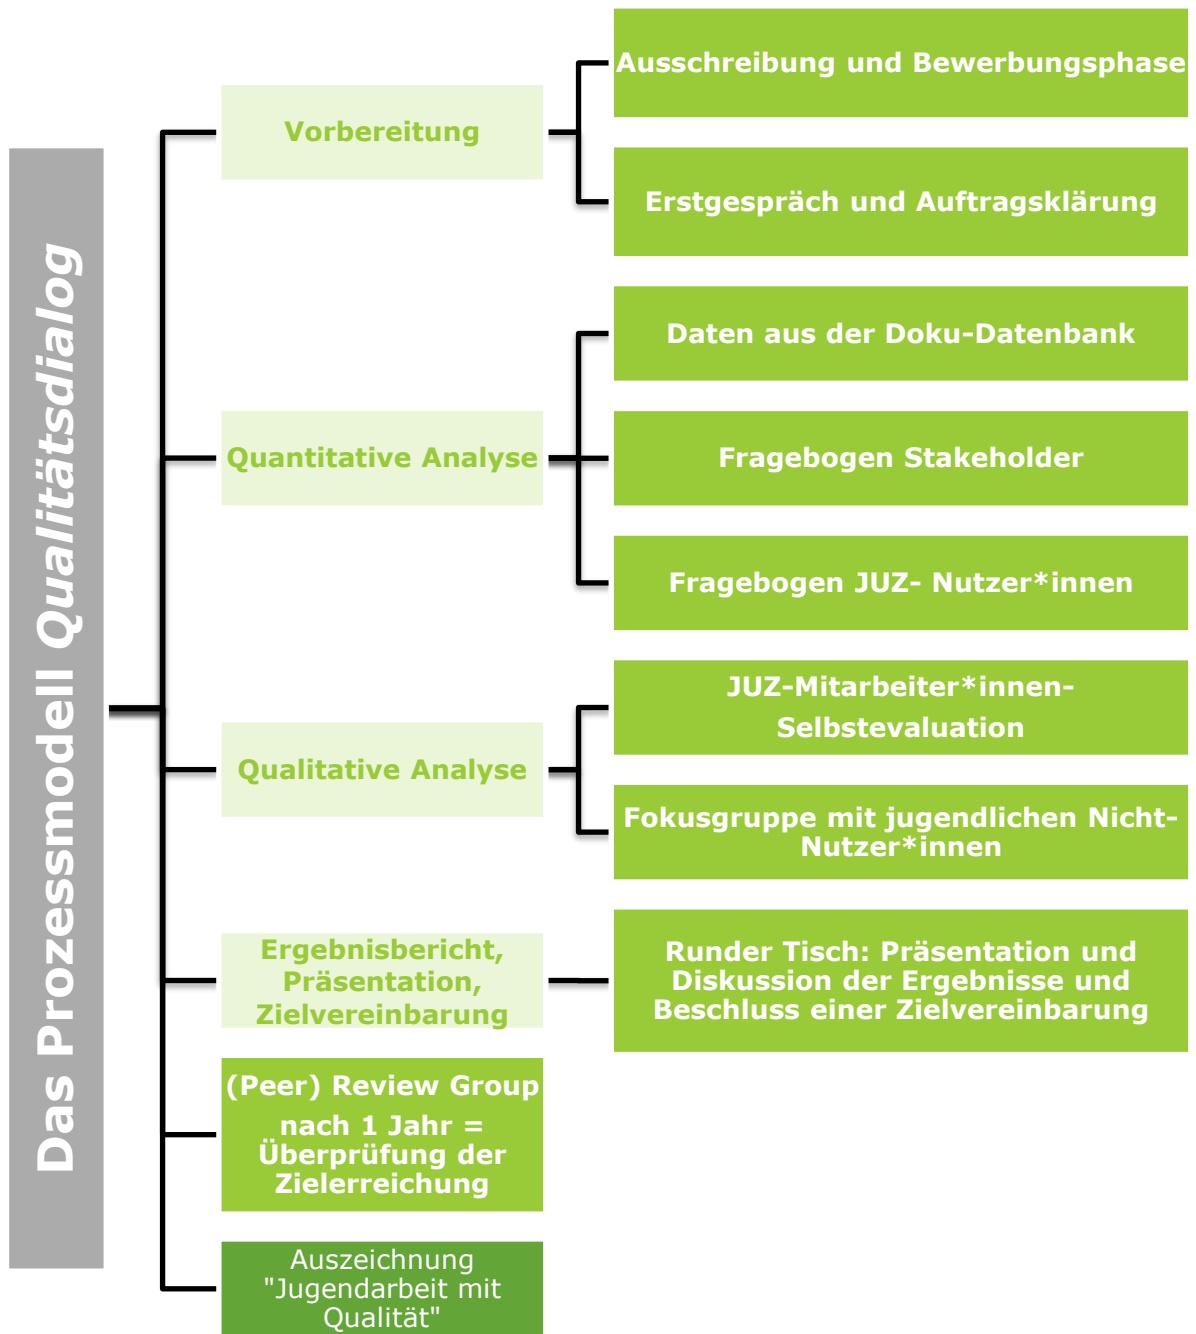 Das Prozessmodell Qualitätsdialog
Vorbereitung
Ausschreibung und Bewerbungsphase
Erstgespräch und Auftragsklärung
Quantitative Analyse
Daten aus der Doku-Datenbank
Fragebogen Stakeholder
Fragebogen JUZ- Nutzer*innen
Qualitative Analyse
JUZ-Mitarbeiter*innen-
Selbstevaluation
Fokusgruppe mit jugendlichen Nicht-
Nutzer*innen
Ergebnisbericht,
Präsentation,
Zielvereinbarung
Runder Tisch: Präsentation und
Diskussion der Ergebnisse und
Beschluss einer Zielvereinbarung
(Peer) Review Group
nach 1 Jahr =
Überprüfung der
Zielerreichung
Auszeichnung
"Jugendarbeit mit
Qualität"